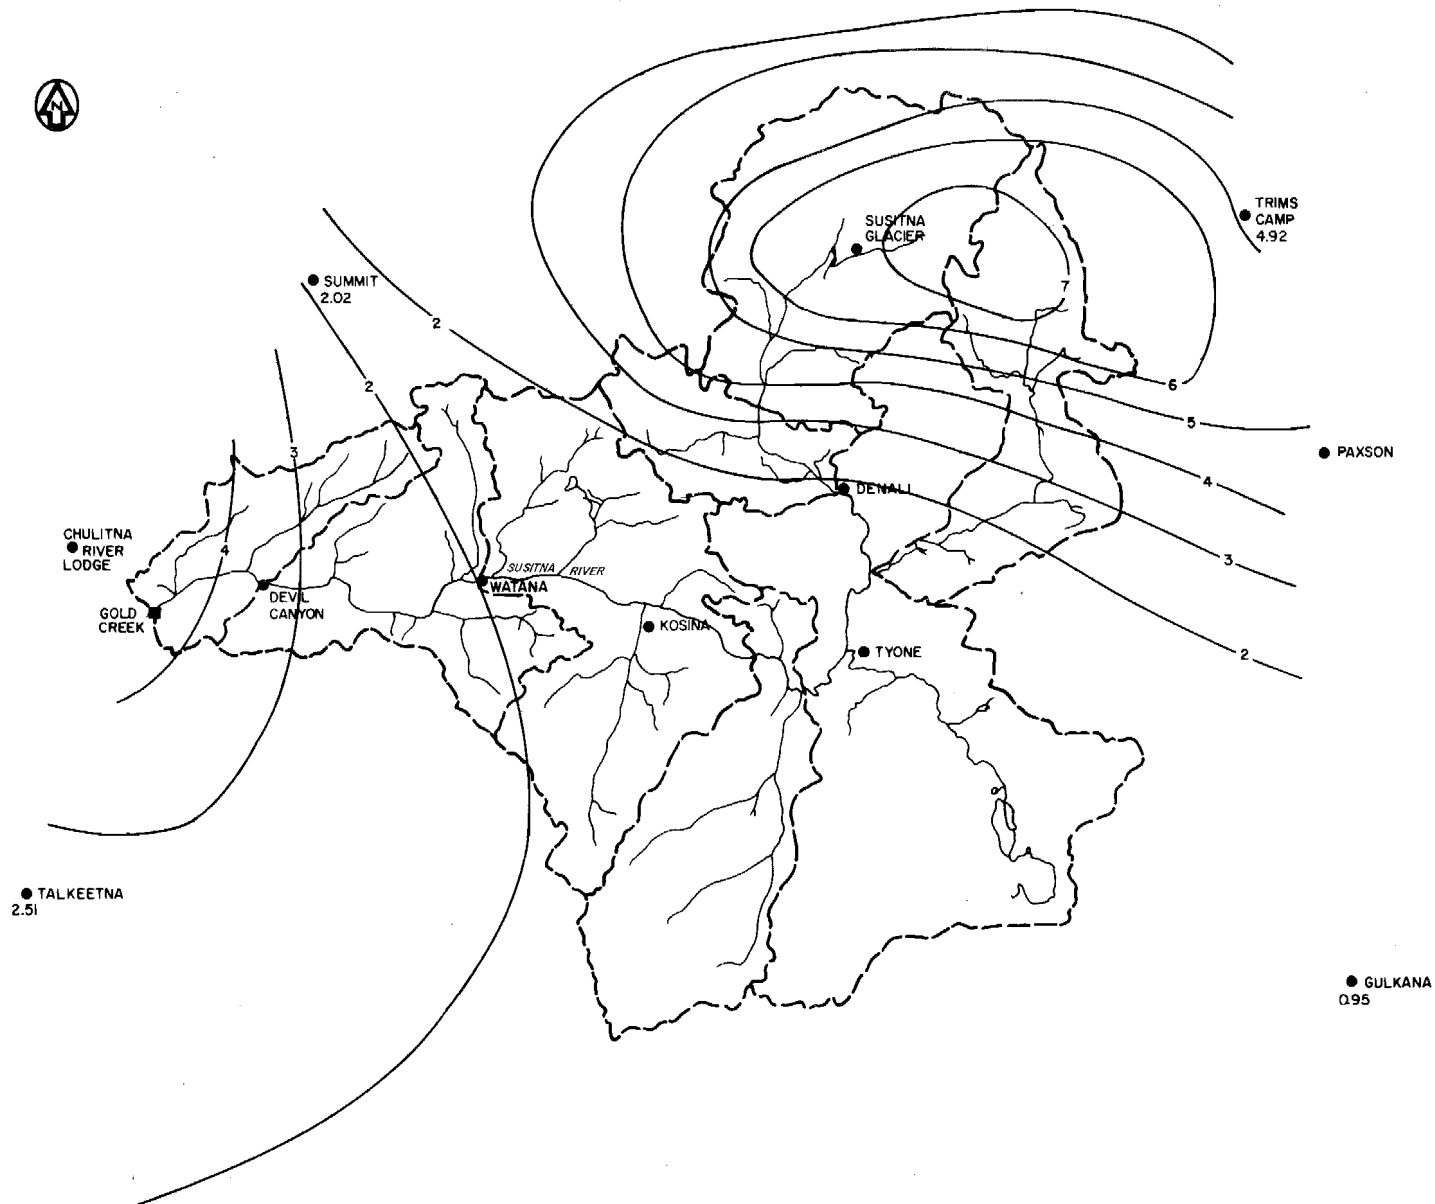 N
TRIMS
CAMP
4.92
SUSITNA
GLACIER
SUMMIT
2.02
7
2
2
6
5
3
PAXSON
4
DENALI
CHULITNA
RIVER
LODGE
4
3
SUSITNA RIVER
WATANA
DEVIL
CANYON
GOLD
CREEK
KOSINA
TYONE
2
TALKEETNA
2.51
GULKANA
0.95